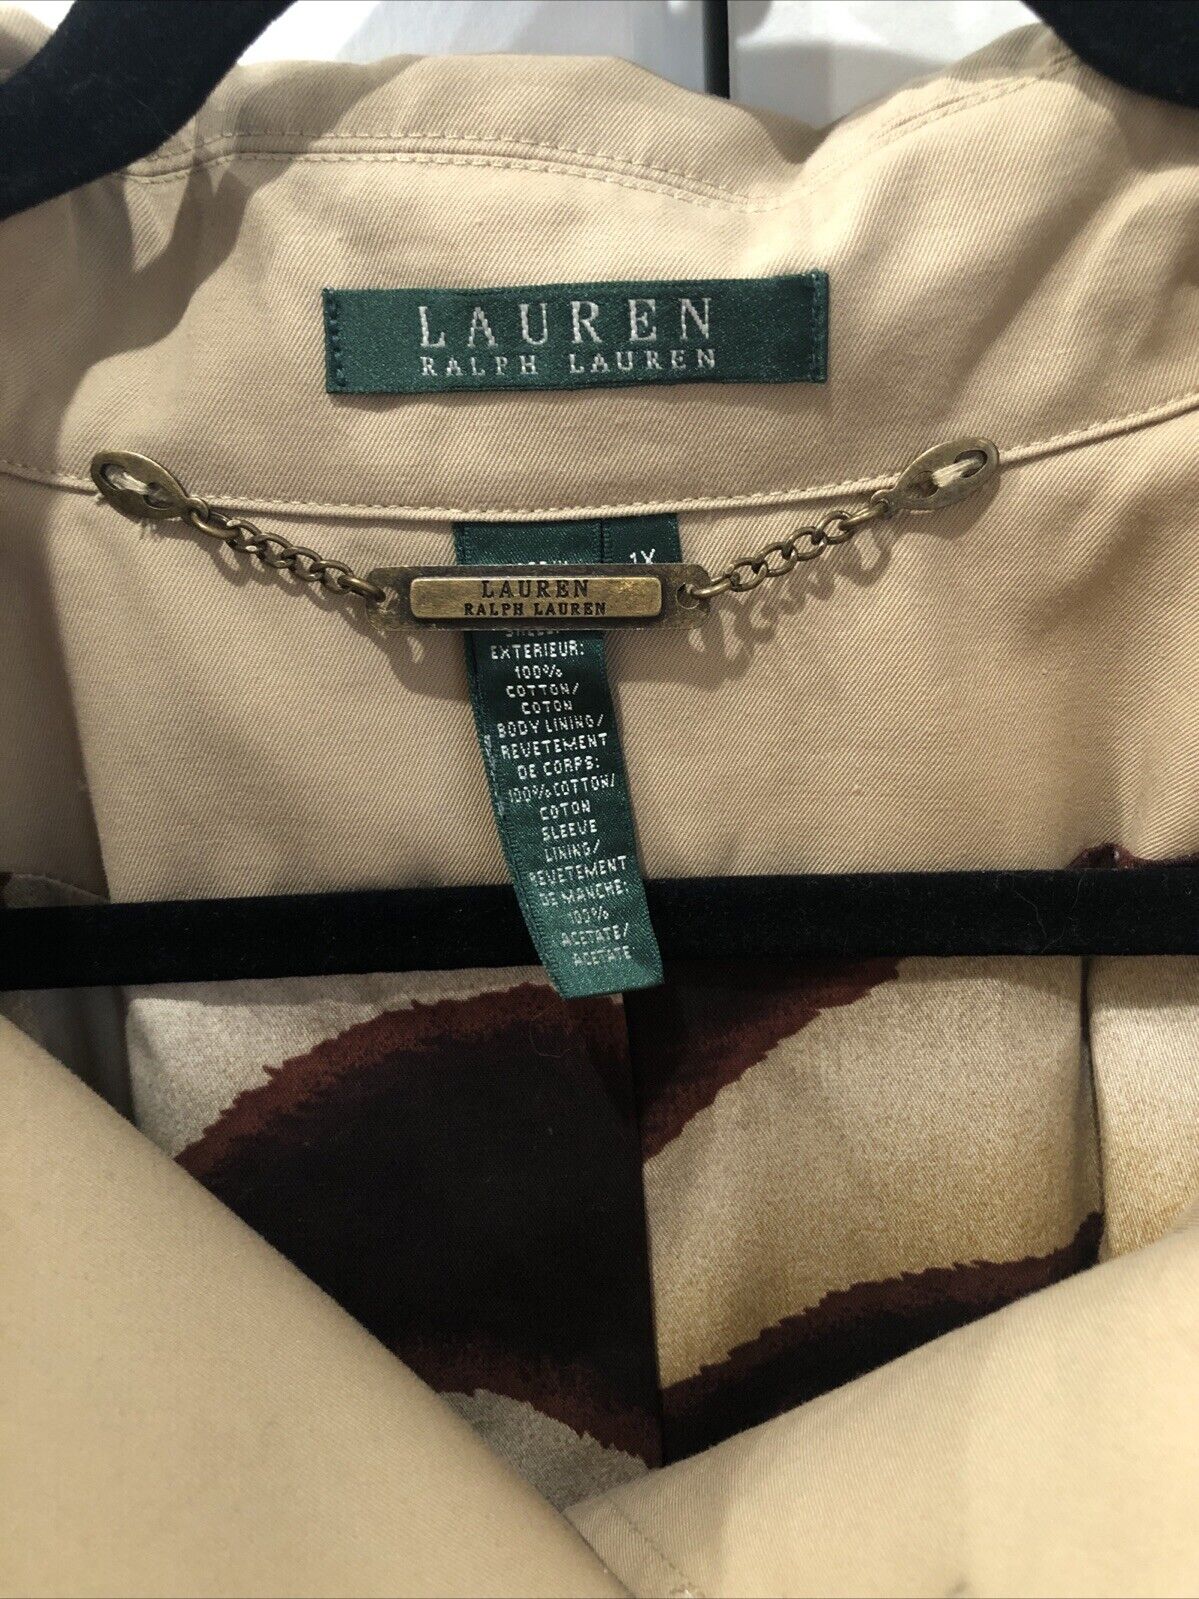 LAUREN
RALPH LAUREN
1X
LAUREN
RALPH LAUREN
EXTERIEUR:
100%
COTTON/
COTON
BODY LINING/
REVETEMENT
DE CORPS:
100% COTTON/
COTON
SLEEVE
LINING/
REVETEMENT
DE MANCHE:
100%
ACETATE/
ACETATE